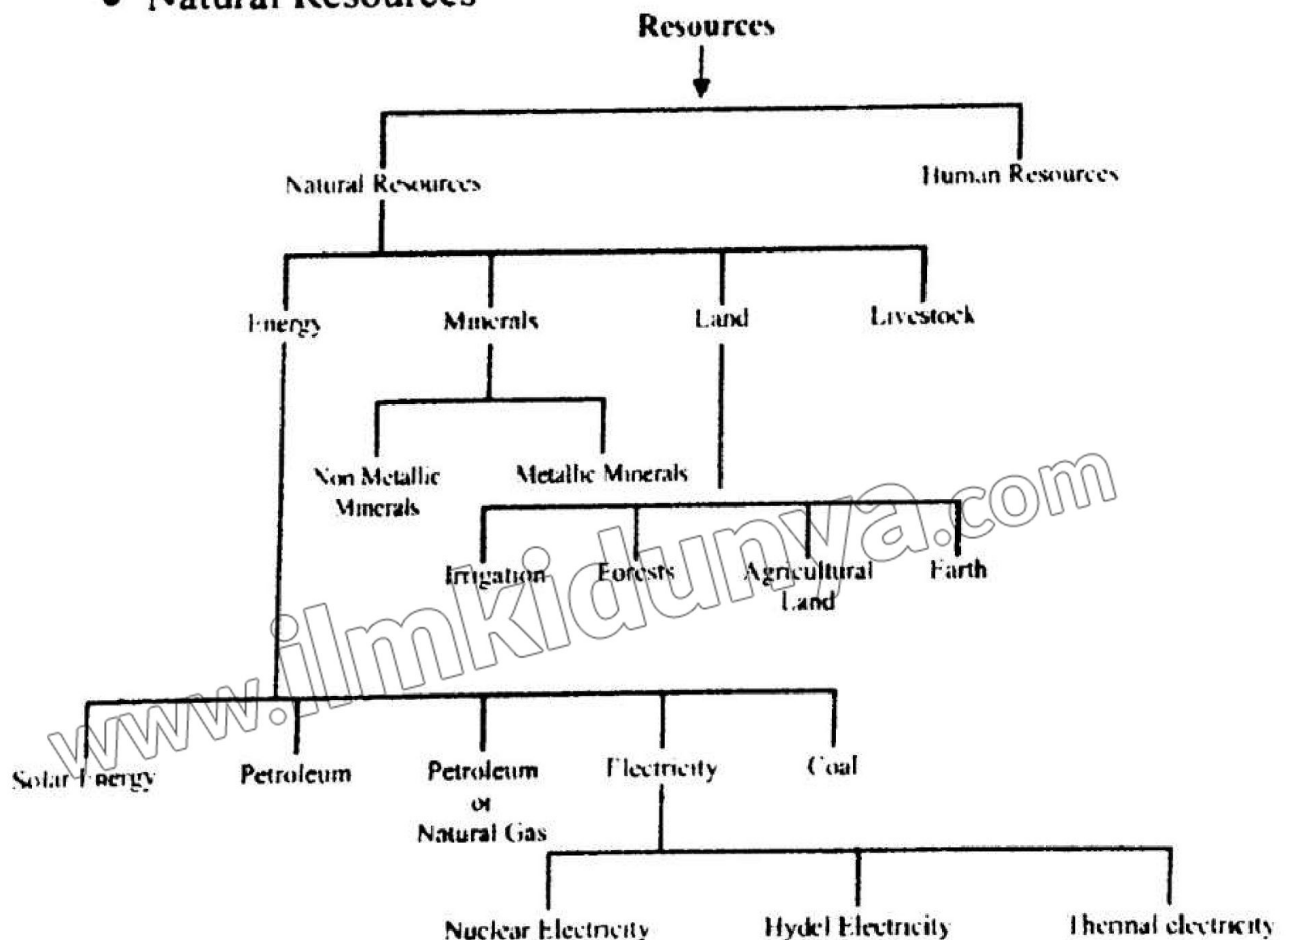 • Natural Resources
Resources
Natural Resources
Human Resources
Energy
Minerals
Land
Livestock
Non Metallic
Minerals
Metallic Minerals
Irrigation
Forests
Agricultural
Land
Earth
www.ilmkidunya.com
Solar Energy
Petroleum
Petroleum
or
Natural Gas
Electricity
Coal
Nuclear Electricity
Hydel Electricity
Thermal electricity